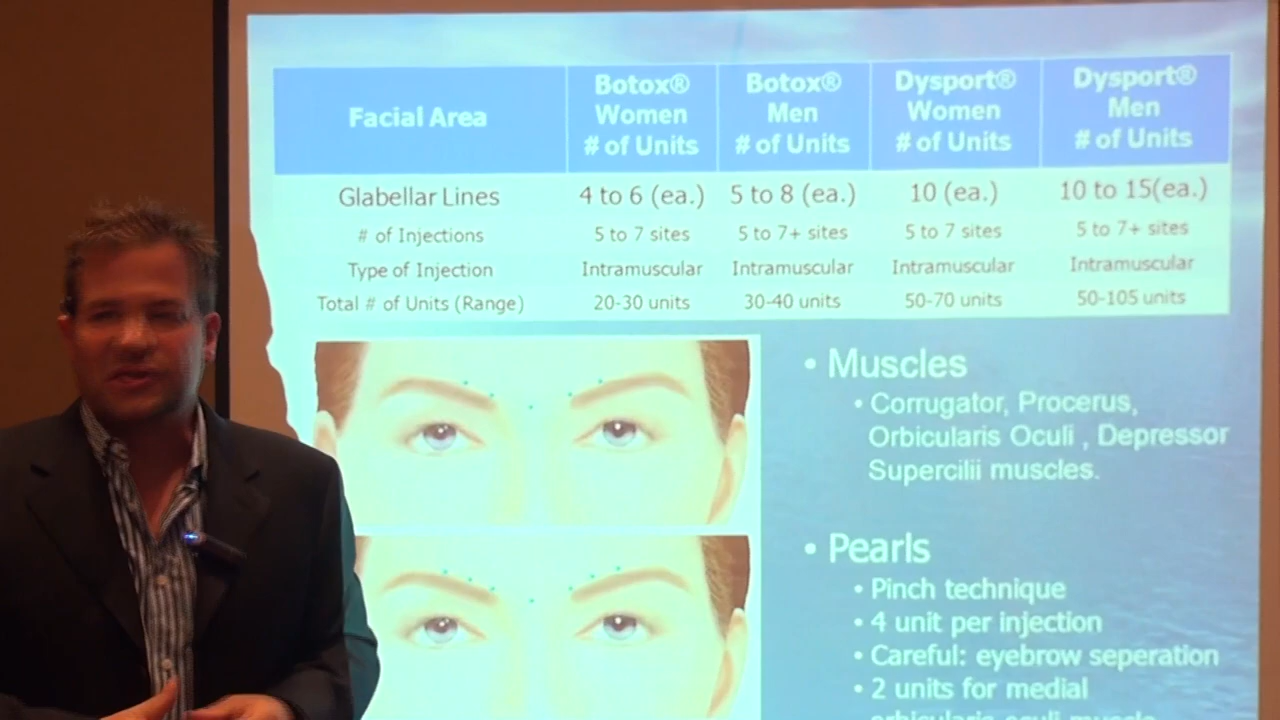 Facial Area
Botox®
Women
# of Units
Botox®
Men
# of Units
Dysport®
Women
# of Units
Dysport®
Men
# of Units
Glabellar Lines 4 to 6 (ea.) 5 to 8 (ea.) 10 (ea.) 10 to 15(ea.)
# of Injections 5 to 7 sites 5 to 7+ sites 5 to 7 sites 5 to 7+ sites
Type of Injection Intramuscular Intramuscular Intramuscular Intramuscular
Total # of Units (Range) 20-30 units 30-40 units 50-70 units 50-105 units
• Muscles
• Corrugator, Procerus,
Orbicularis Oculi , Depressor
Supercilii muscles.
• Pearls
• Pinch technique
• 4 unit per injection
• Careful: eyebrow seperation
• 2 units for medial
orbicularis oculi muscle